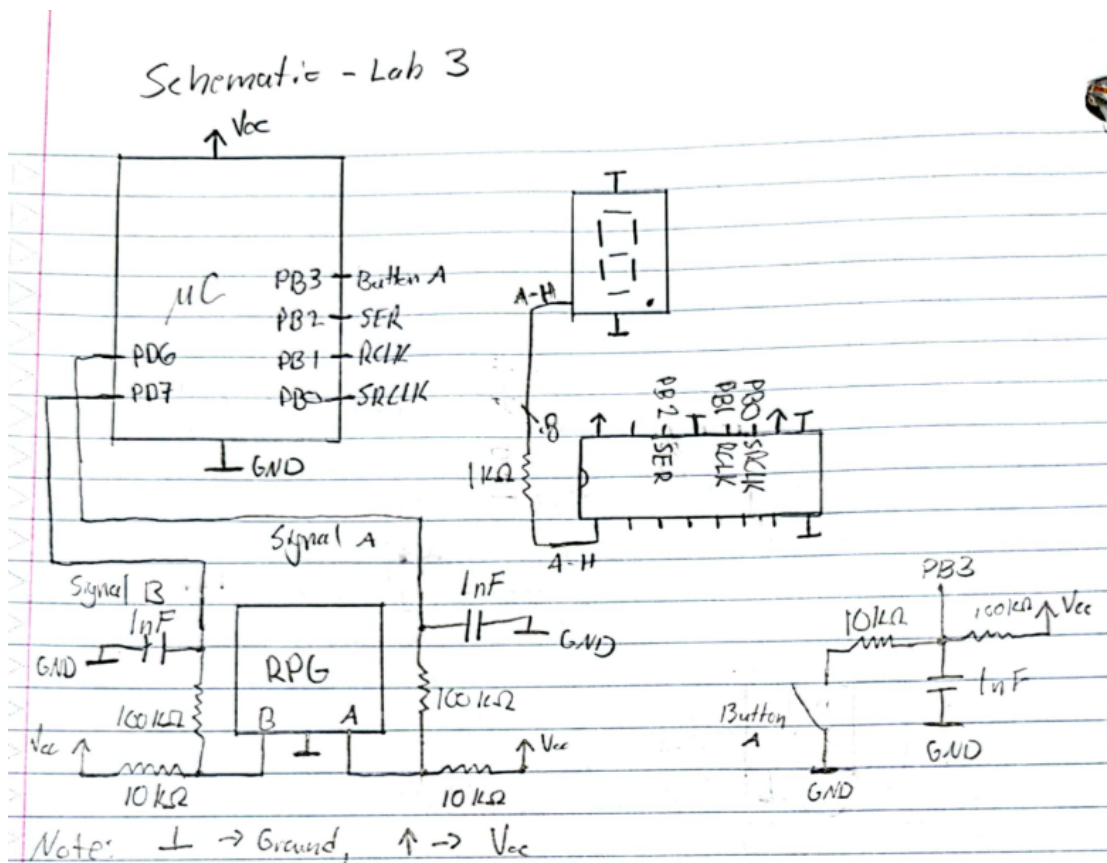 Schematic - Lab 3
Vcc
PB3 Button A
μC
PB2 SER
PD6
PB1 RCLK
PD7
PB0 SRCLK
GND
A-H
8
1kΩ
PB2 PB1 PB0
SER RCLK SRCLK
A-H
Signal A
Signal B
1nF
GND
1nF
GND
RPG
B A
100kΩ
100kΩ
Vcc
10kΩ
Vcc
10kΩ
PB3
10kΩ
100kΩ
Vcc
1nF
Button
A
GND
GND
Note: ⊥ → Ground, ↑ → Vcc